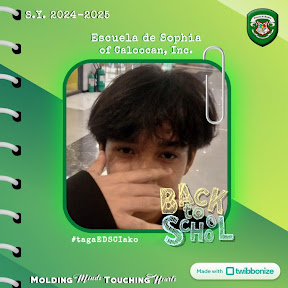 S.Y. 2024-2025
Escuela de Sophia
of Caloocan, Inc.
BACK
to
SCHOOL
#tagaEDSCIako
Molding Minds Touching Hearts
Made with twibbonize